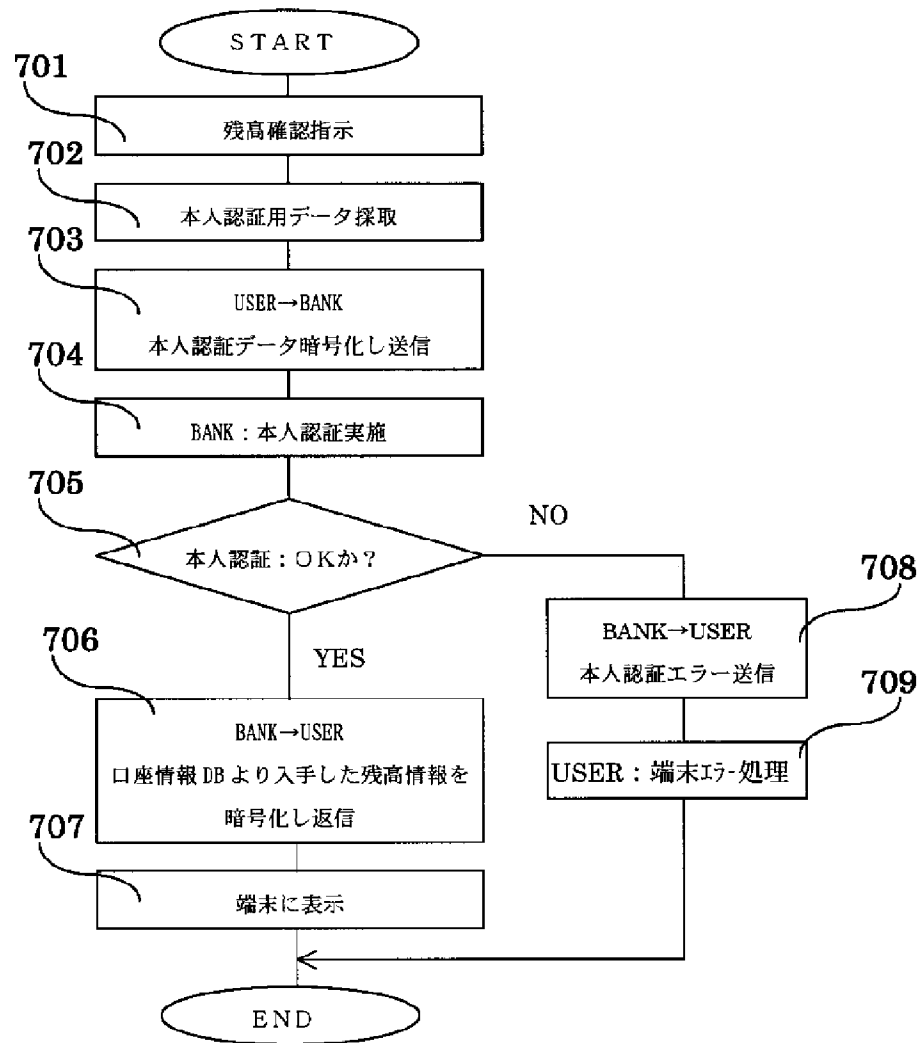 START
701
残高確認指示
702
本人認証用データ採取
703
USER→BANK
本人認証データ暗号化し送信
704
BANK：本人認証実施
705
本人認証：OKか？
NO
YES
706
BANK→USER
口座情報DBより入手した残高情報を
暗号化し返信
707
端末に表示
708
BANK→USER
本人認証エラー送信
709
USER：端末ｴﾗｰ処理
END